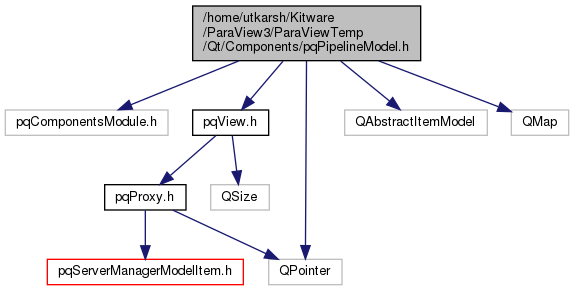 /home/utkarsh/Kitware
/ParaView3/ParaViewTemp
/Qt/Components/pqPipelineModel.h
pqComponentsModule.h
pqView.h
QAbstractItemModel
QMap
pqProxy.h
QSize
pqServerManagerModelItem.h
QPointer